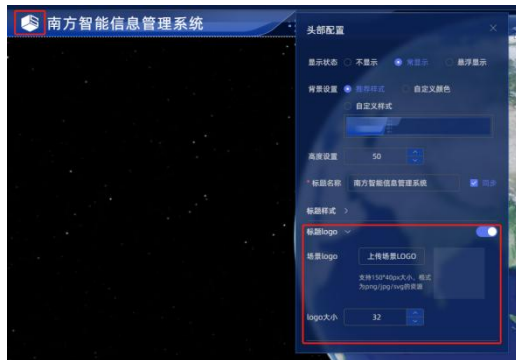 南方智能信息管理系统
头部配置
显示状态 不显示 常显示 悬浮显示
背景设置 推荐样式 自定义颜色
自定义样式
高度设置 50
* 标题名称 南方智能信息管理系统 同步
标题样式
标题logo
场景logo 上传场景LOGO
支持150*40px大小、格式
为png/jpg/svg的资源
logo大小 32